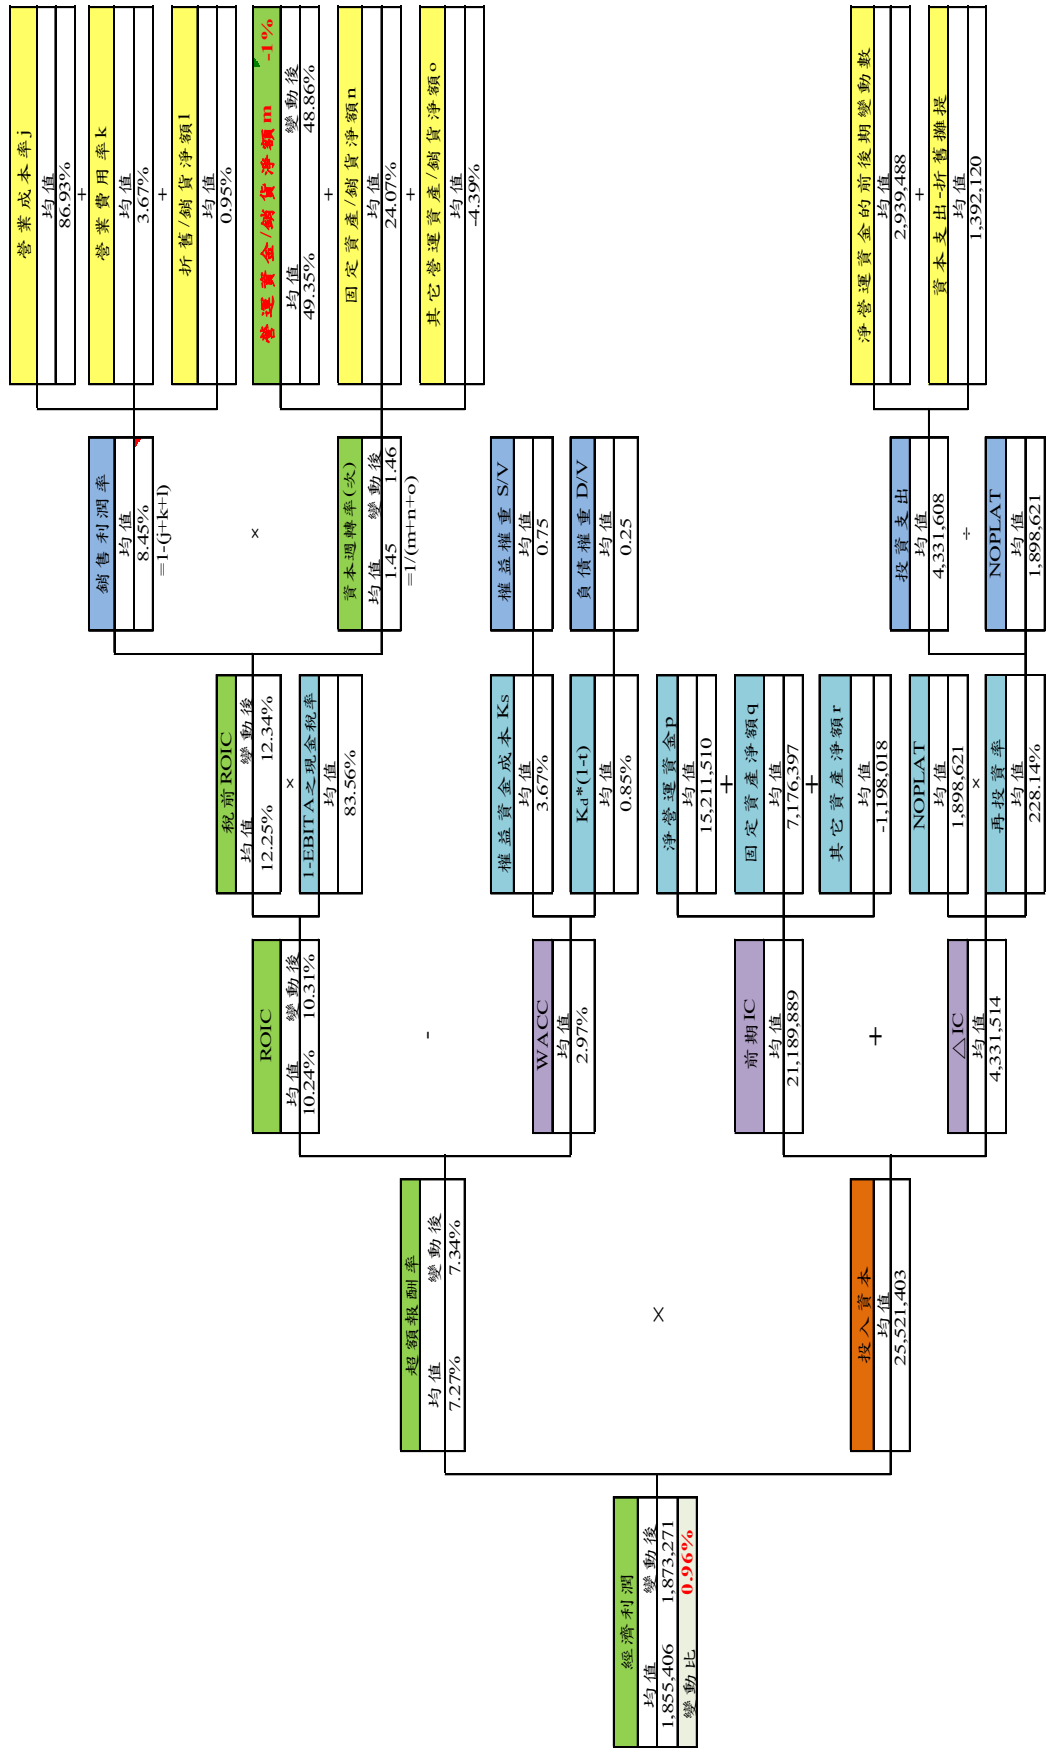 經濟利潤
均值 變動後
1,855,406 1,873,271
變動比 0.96%
超額報酬率
均值 變動後
7.27% 7.34%
×
投入資本
均值
25,521,403
ROIC
均值 變動後
10.24% 10.31%
-
WACC
均值
2.97%
前期IC
均值
21,189,889
+
△IC
均值
4,331,514
稅前ROIC
均值 變動後
12.25% 12.34%
×
1-EBITA之現金稅率
均值
83.56%
權益資金成本Ks
均值
3.67%
Kd*(1-t)
均值
0.85%
淨營運資金p
均值
15,211,510
+
固定資產淨額q
均值
7,176,397
+
其它資產淨額r
均值
-1,198,018
NOPLAT
均值
1,898,621
×
再投資率
均值
228.14%
銷售利潤率
均值
8.45%
=1-(j+k+l)
×
資本週轉率(次)
均值 變動後
1.45 1.46
=1/(m+n+o)
權益權重 S/V
均值
0.75
負債權重 D/V
均值
0.25
投資支出
均值
4,331,608
÷
NOPLAT
均值
1,898,621
營業成本率j
均值
86.93%
+
營業費用率k
均值
3.67%
+
折舊/銷貨淨額l
均值
0.95%
營運資金/銷貨淨額m -1%
均值 變動後
49.35% 48.86%
+
固定資產/銷貨淨額n
均值
24.07%
+
其它營運資產/銷貨淨額o
均值
-4.39%
淨營運資金的前後期變動數
均值
2,939,488
+
資本支出-折舊攤提
均值
1,392,120